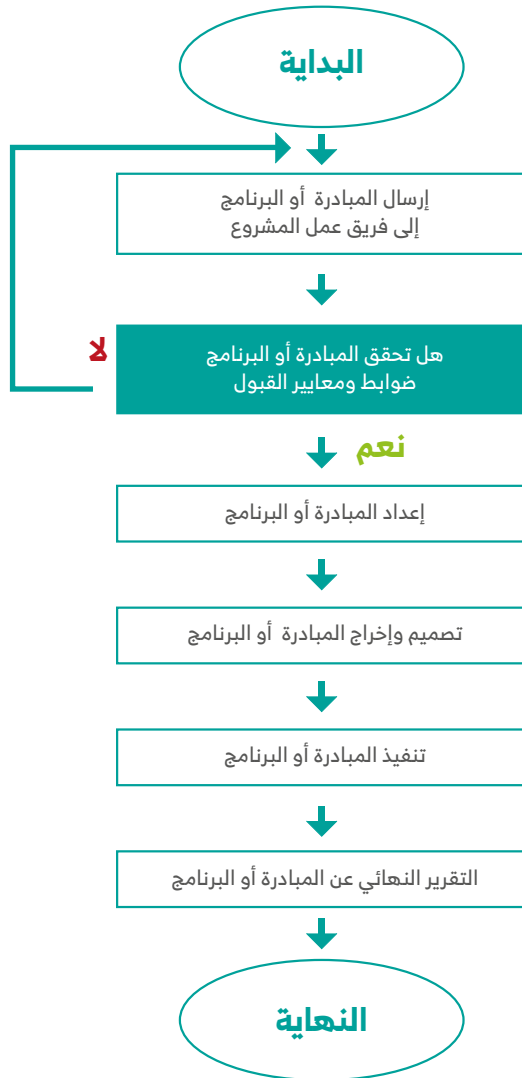 البداية
إرسال المبادرة أو البرنامج
إلى فريق عمل المشروع
هل تحقق المبادرة أو البرنامج
ضوابط ومعايير القبول
لا
نعم
إعداد المبادرة أو البرنامج
تصميم وإخراج المبادرة أو البرنامج
تنفيذ المبادرة أو البرنامج
التقرير النهائي عن المبادرة أو البرنامج
النهاية